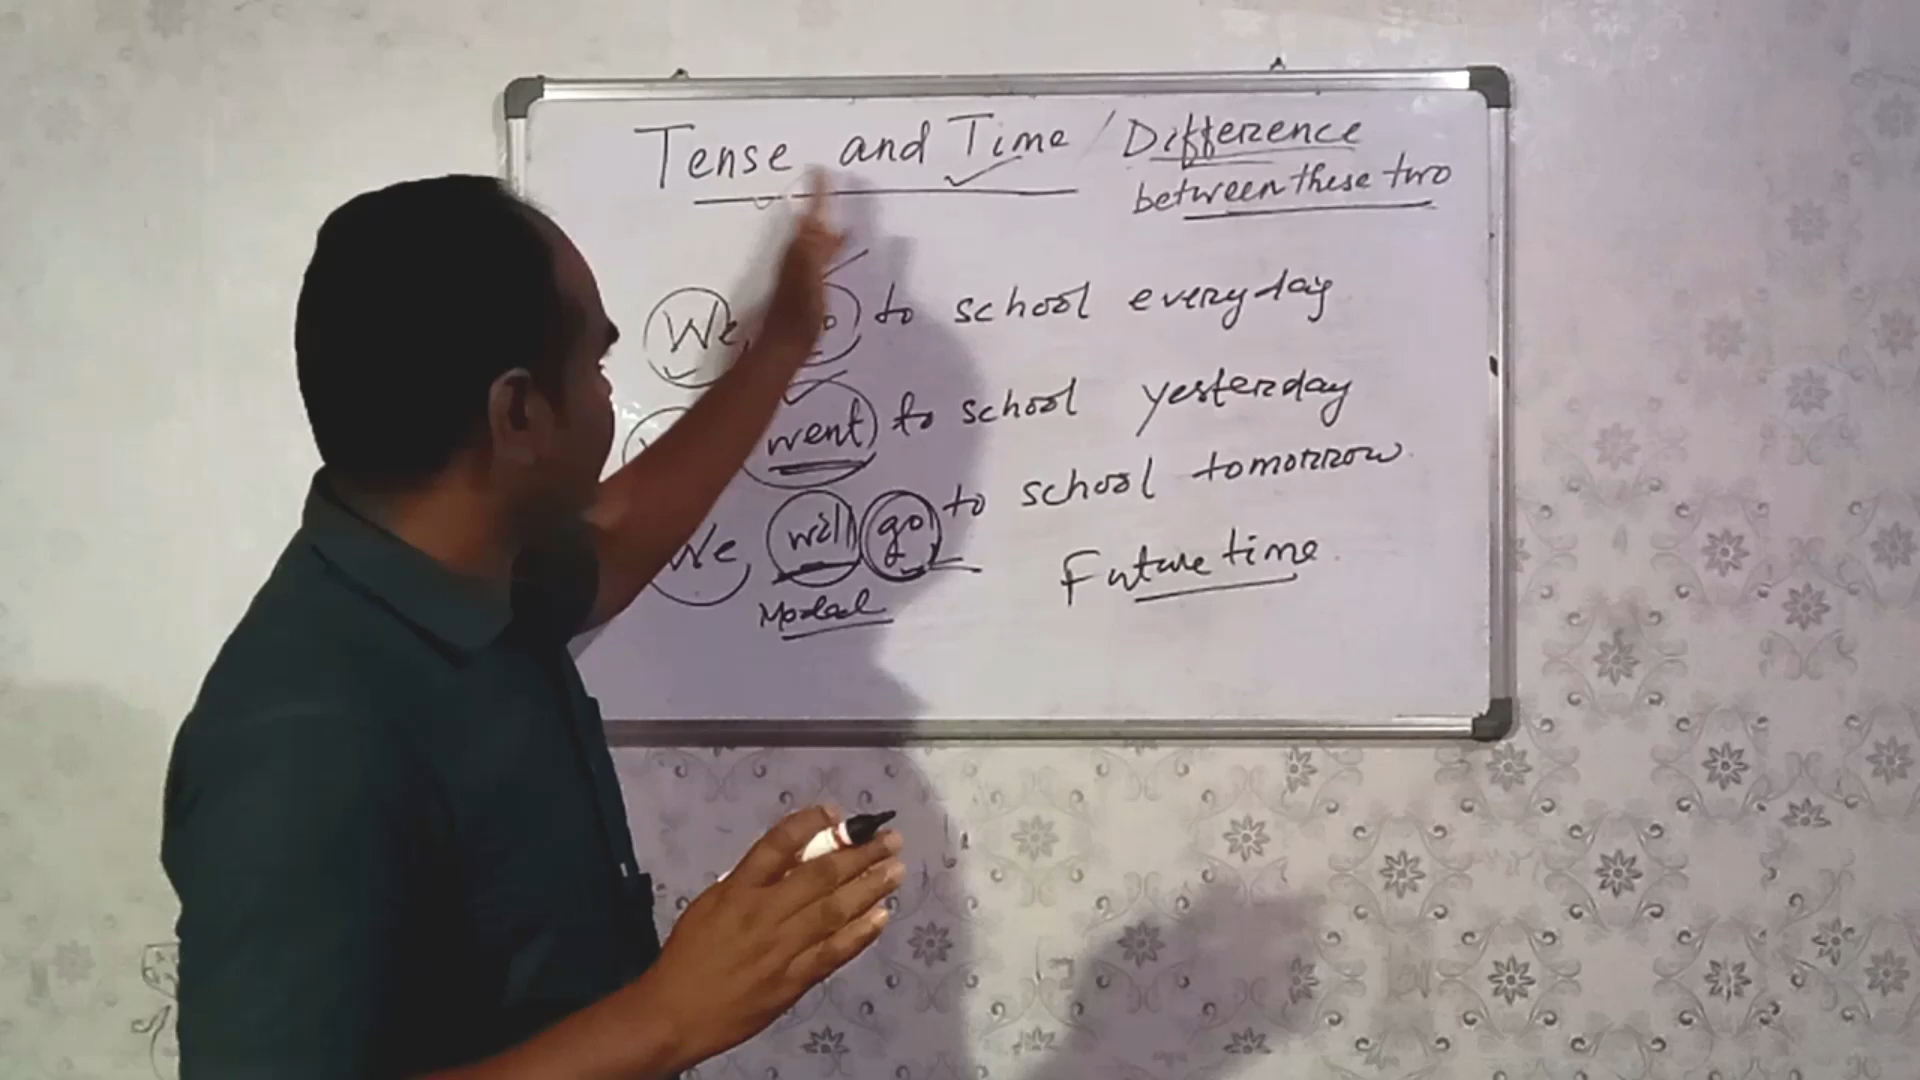 Tense and Time / Difference
between these two
We to school everyday
went to school yesterday
We will go to school tomorrow
Modal
Future time